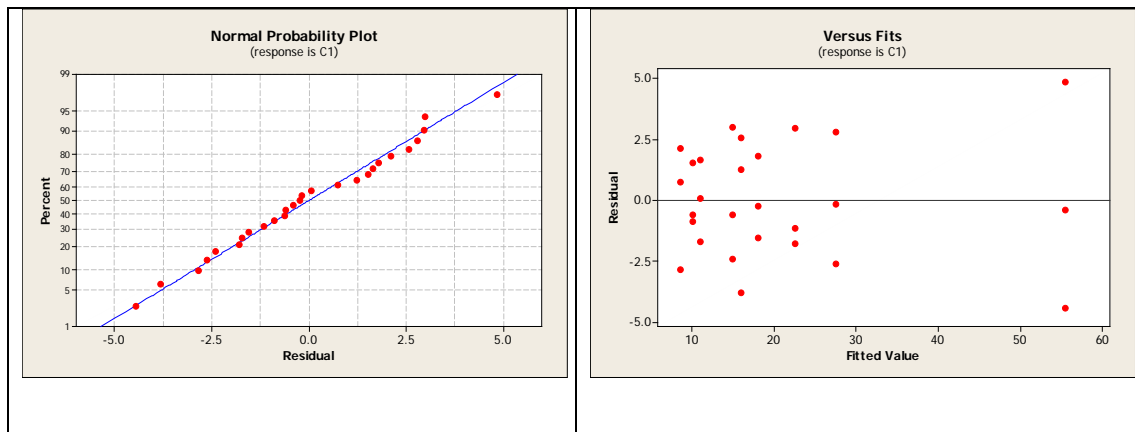 Normal Probability Plot
(response is C1)
99
95
90
80
70
60
50
40
30
20
10
5
1
Percent
-5.0 -2.5 0.0 2.5 5.0
Residual
Versus Fits
(response is C1)
5.0
2.5
0.0
-2.5
-5.0
Residual
10 20 30 40 50 60
Fitted Value